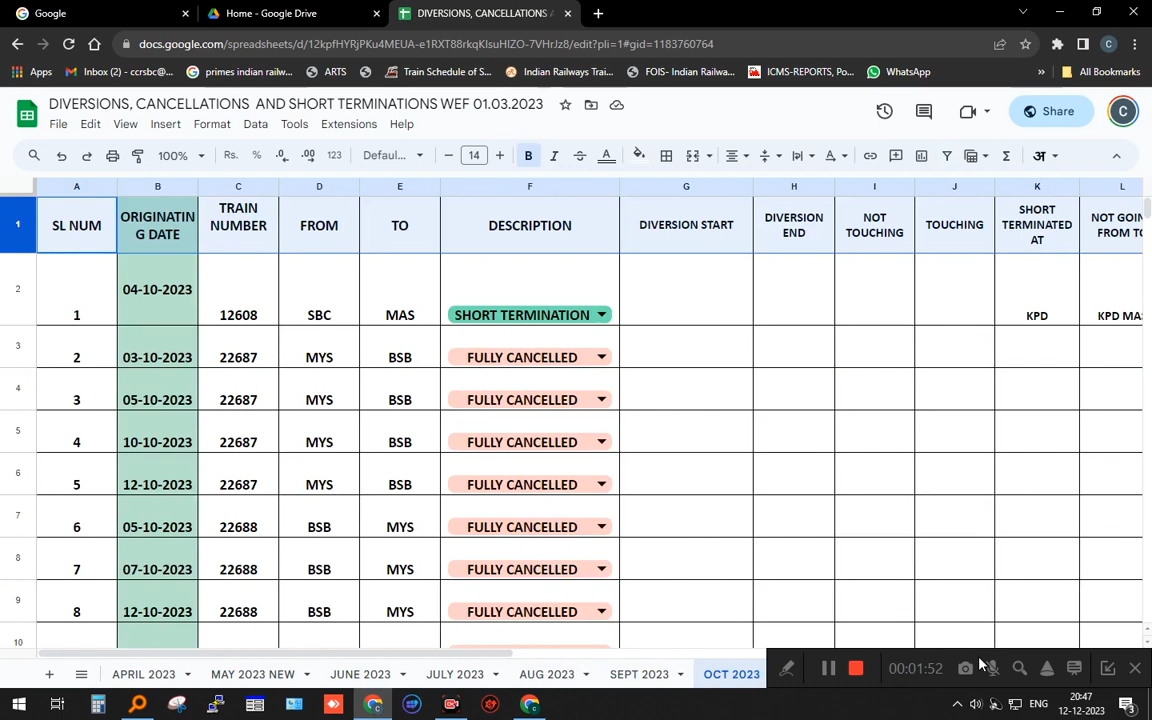 Google
Home - Google Drive
DIVERSIONS, CANCELLATIONS A
docs.google.com/spreadsheets/d/12kpfHYRjPKu4MEUA-e1RXT88rkqKIsuHIZO-7VHrJz8/edit?pli=1#gid=1183760764
Apps
Inbox (2) - ccrsbc@...
primes indian railw...
ARTS
Train Schedule of S...
Indian Railways Trai...
FOIS- Indian Railwa...
ICMS-REPORTS, Po...
WhatsApp
»
All Bookmarks
DIVERSIONS, CANCELLATIONS AND SHORT TERMINATIONS WEF 01.03.2023
File Edit View Insert Format Data Tools Extensions Help
Share
C
100% Rs. % .0 .00 123 Defaul... − 14 + B I A Σ अ
A B C D E F G H I J K L
1 SL NUM
ORIGINATIN
G DATE
TRAIN
NUMBER
FROM
TO
DESCRIPTION
DIVERSION START
DIVERSION
END
NOT
TOUCHING
TOUCHING
SHORT
TERMINATED
AT
NOT GOIN
FROM TO
2 1 04-10-2023 12608 SBC MAS SHORT TERMINATION KPD KPD MA
3 2 03-10-2023 22687 MYS BSB FULLY CANCELLED
4 3 05-10-2023 22687 MYS BSB FULLY CANCELLED
5 4 10-10-2023 22687 MYS BSB FULLY CANCELLED
6 5 12-10-2023 22687 MYS BSB FULLY CANCELLED
7 6 05-10-2023 22688 BSB MYS FULLY CANCELLED
8 7 07-10-2023 22688 BSB MYS FULLY CANCELLED
9 8 12-10-2023 22688 BSB MYS FULLY CANCELLED
10
APRIL 2023 MAY 2023 NEW JUNE 2023 JULY 2023 AUG 2023 SEPT 2023 OCT 2023
00:01:52
ENG
20:47
12-12-2023
3